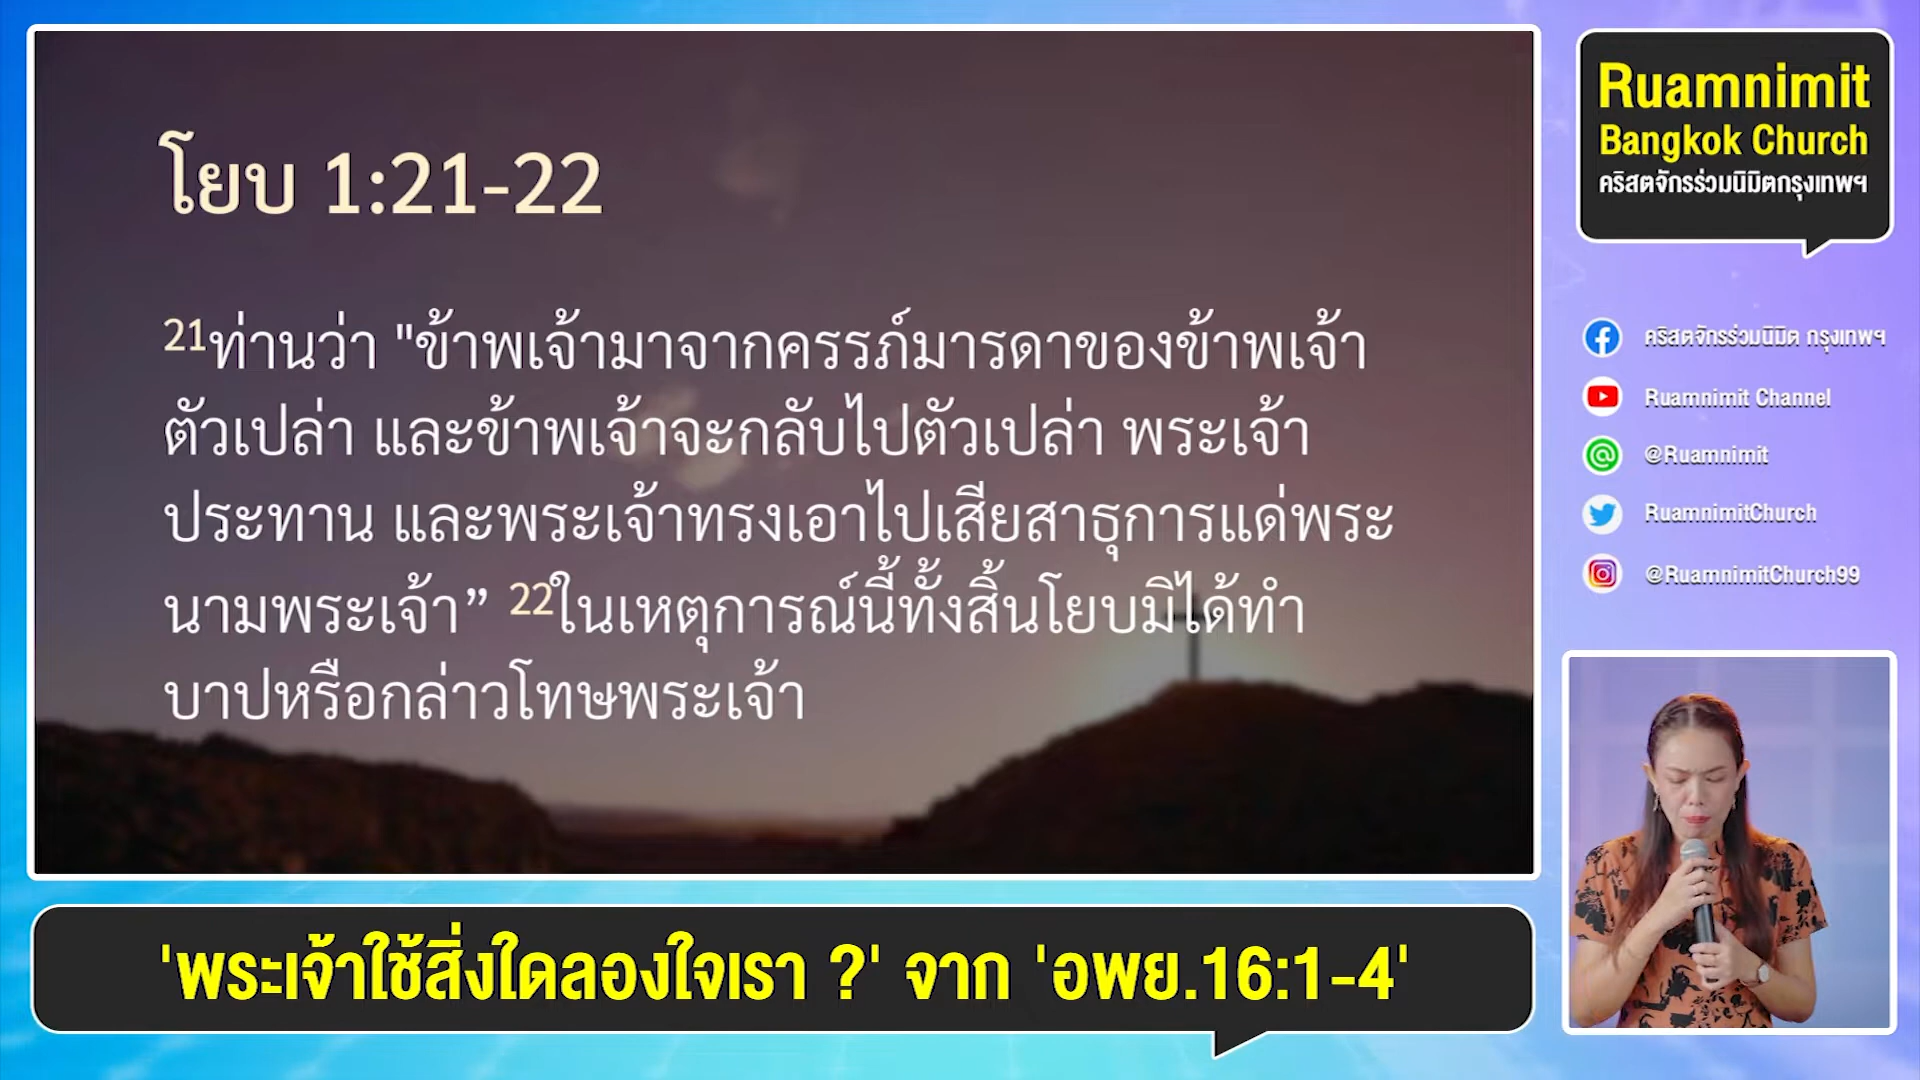 โยบ 1:21-22
21ท่านว่า "ข้าพเจ้ามาจากครรภ์มารดาของข้าพเจ้า
ตัวเปล่า และข้าพเจ้าจะกลับไปตัวเปล่า พระเจ้า
ประทาน และพระเจ้าทรงเอาไปเสียสาธุการแด่พระ
นามพระเจ้า” 22ในเหตุการณ์นี้ทั้งสิ้นโยบมิได้ทำ
บาปหรือกล่าวโทษพระเจ้า
'พระเจ้าใช้สิ่งใดลองใจเรา ?' จาก 'อพย.16:1-4'
Ruamnimit
Bangkok Church
คริสตจักรร่วมนิมิตกรุงเทพฯ
คริสตจักรร่วมนิมิต กรุงเทพฯ
Ruamnimit Channel
@Ruamnimit
RuamnimitChurch
@RuamnimitChurch99